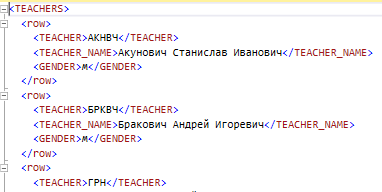 <TEACHERS>
<row>
<TEACHER>АКНВЧ</TEACHER>
<TEACHER_NAME>Акунович Станислав Иванович</TEACHER_NAME>
<GENDER>м</GENDER>
</row>
<row>
<TEACHER>БРКВЧ</TEACHER>
<TEACHER_NAME>Бракович Андрей Игоревич</TEACHER_NAME>
<GENDER>м</GENDER>
</row>
<row>
<TEACHER>ГРН</TEACHER>